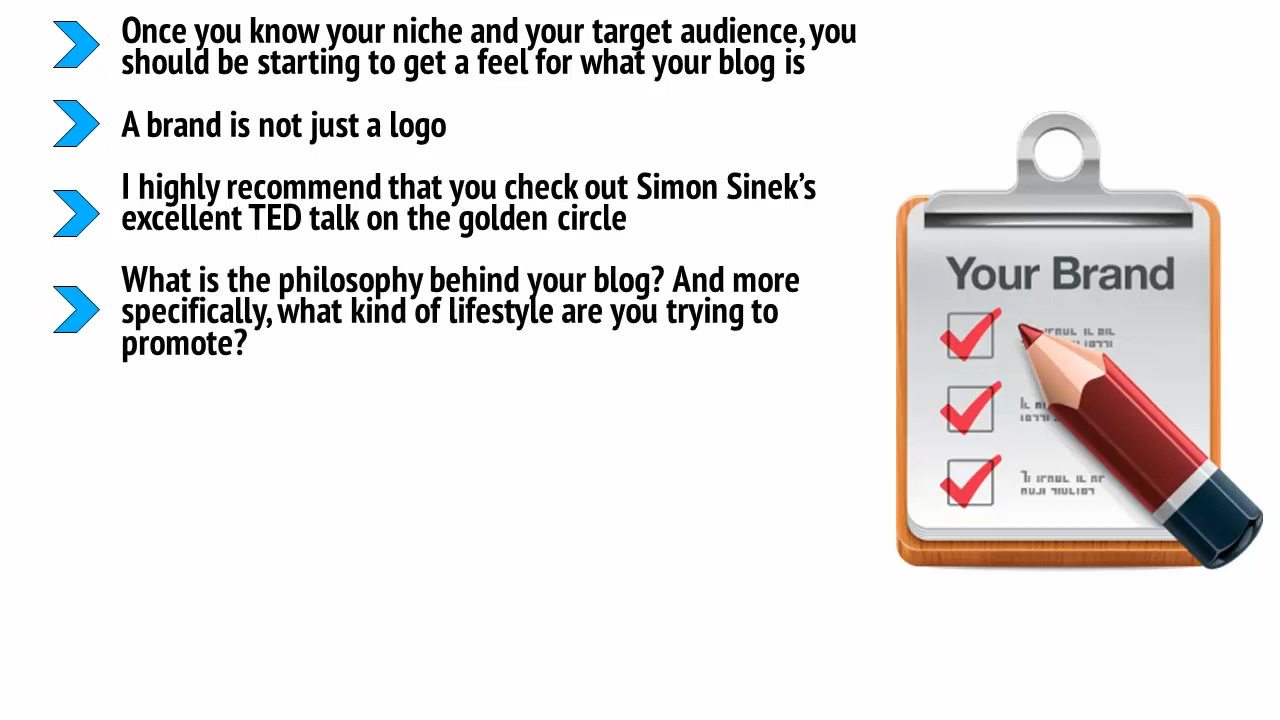 Once you know your niche and your target audience, you
should be starting to get a feel for what your blog is
A brand is not just a logo
I highly recommend that you check out Simon Sinek’s
excellent TED talk on the golden circle
What is the philosophy behind your blog? And more
specifically, what kind of lifestyle are you trying to
promote?
Your Brand